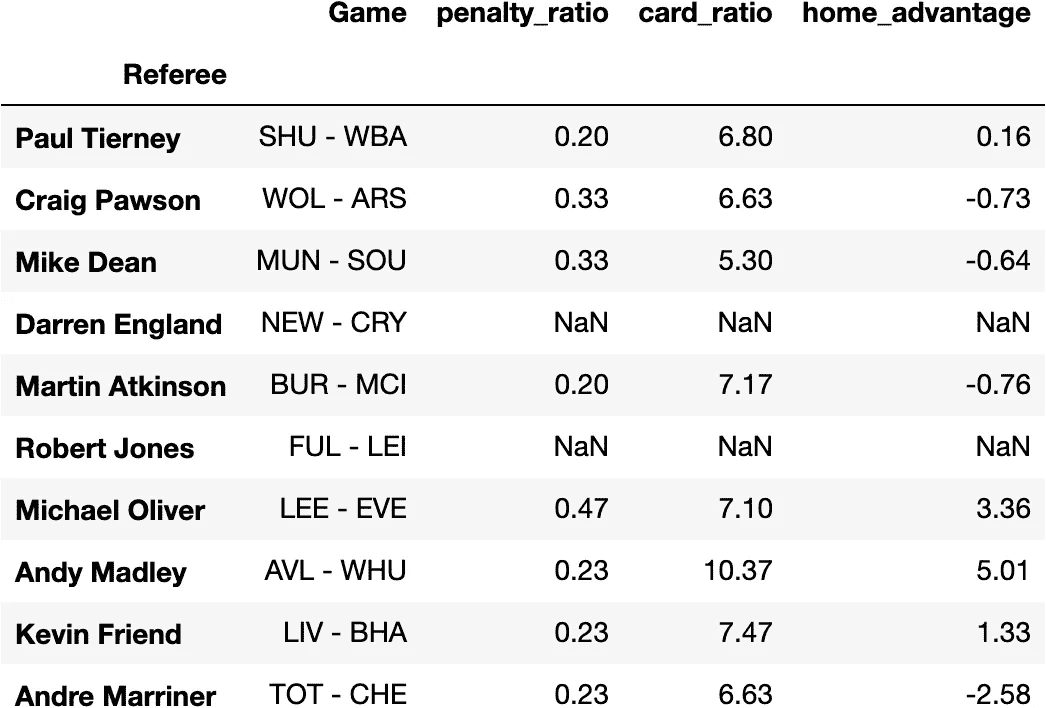 Game penalty_ratio card_ratio home_advantage
Referee
Paul Tierney SHU - WBA 0.20 6.80 0.16
Craig Pawson WOL - ARS 0.33 6.63 -0.73
Mike Dean MUN - SOU 0.33 5.30 -0.64
Darren England NEW - CRY NaN NaN NaN
Martin Atkinson BUR - MCI 0.20 7.17 -0.76
Robert Jones FUL - LEI NaN NaN NaN
Michael Oliver LEE - EVE 0.47 7.10 3.36
Andy Madley AVL - WHU 0.23 10.37 5.01
Kevin Friend LIV - BHA 0.23 7.47 1.33
Andre Marriner TOT - CHE 0.23 6.63 -2.58